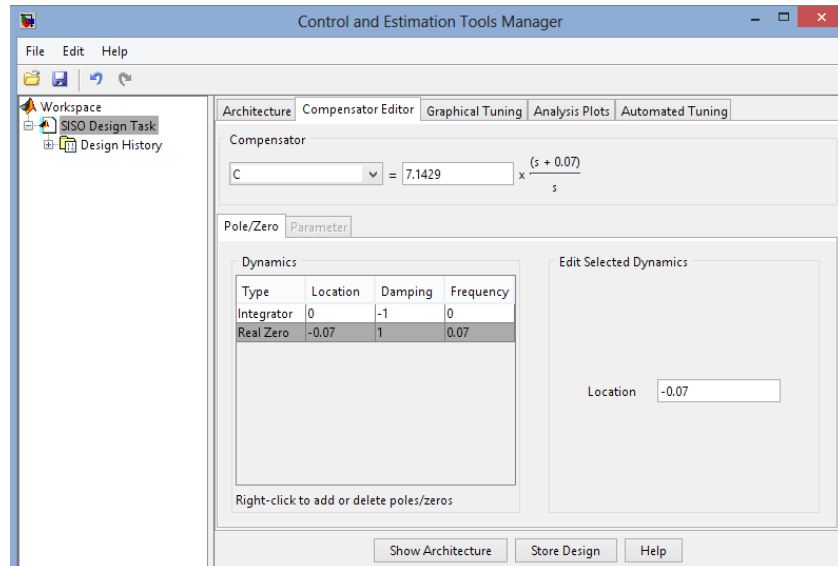 Control and Estimation Tools Manager
File Edit Help
Workspace
SISO Design Task
Design History
Architecture Compensator Editor Graphical Tuning Analysis Plots Automated Tuning
Compensator
C = 7.1429 x (s + 0.07)
s
Pole/Zero Parameter
Dynamics
Type Location Damping Frequency
Integrator 0 -1 0
Real Zero -0.07 1 0.07
Right-click to add or delete poles/zeros
Edit Selected Dynamics
Location -0.07
Show Architecture Store Design Help